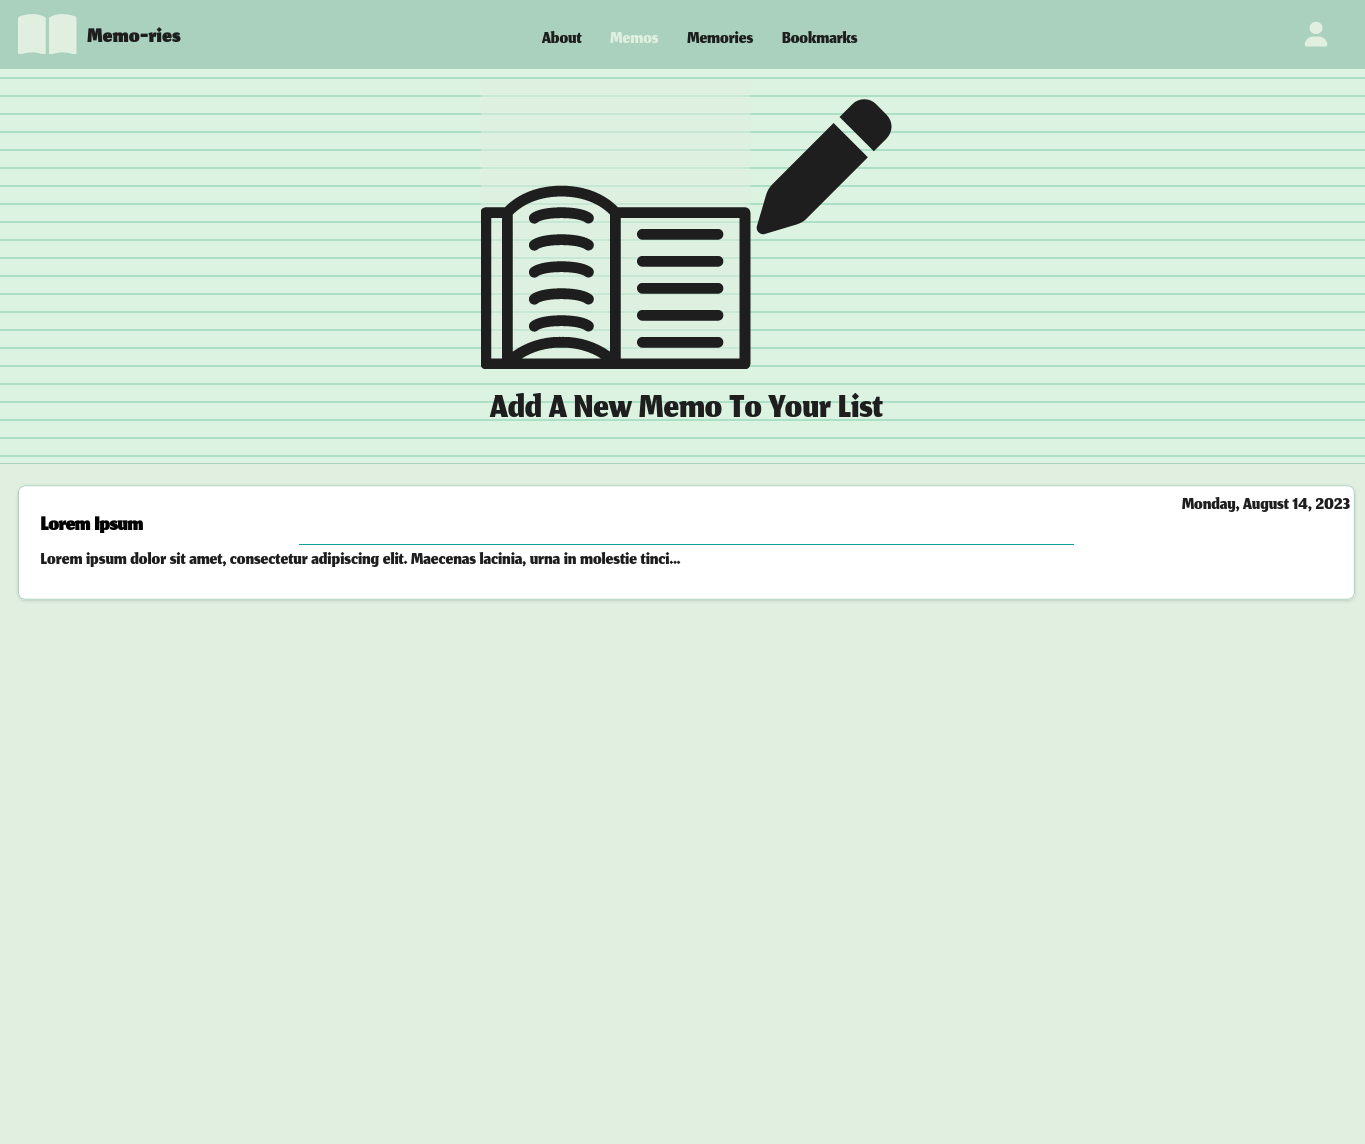 Memo-ries
About Memos Memories Bookmarks
Add A New Memo To Your List
Monday, August 14, 2023
Lorem Ipsum
Lorem ipsum dolor sit amet, consectetur adipiscing elit. Maecenas lacinia, urna in molestie tinci...